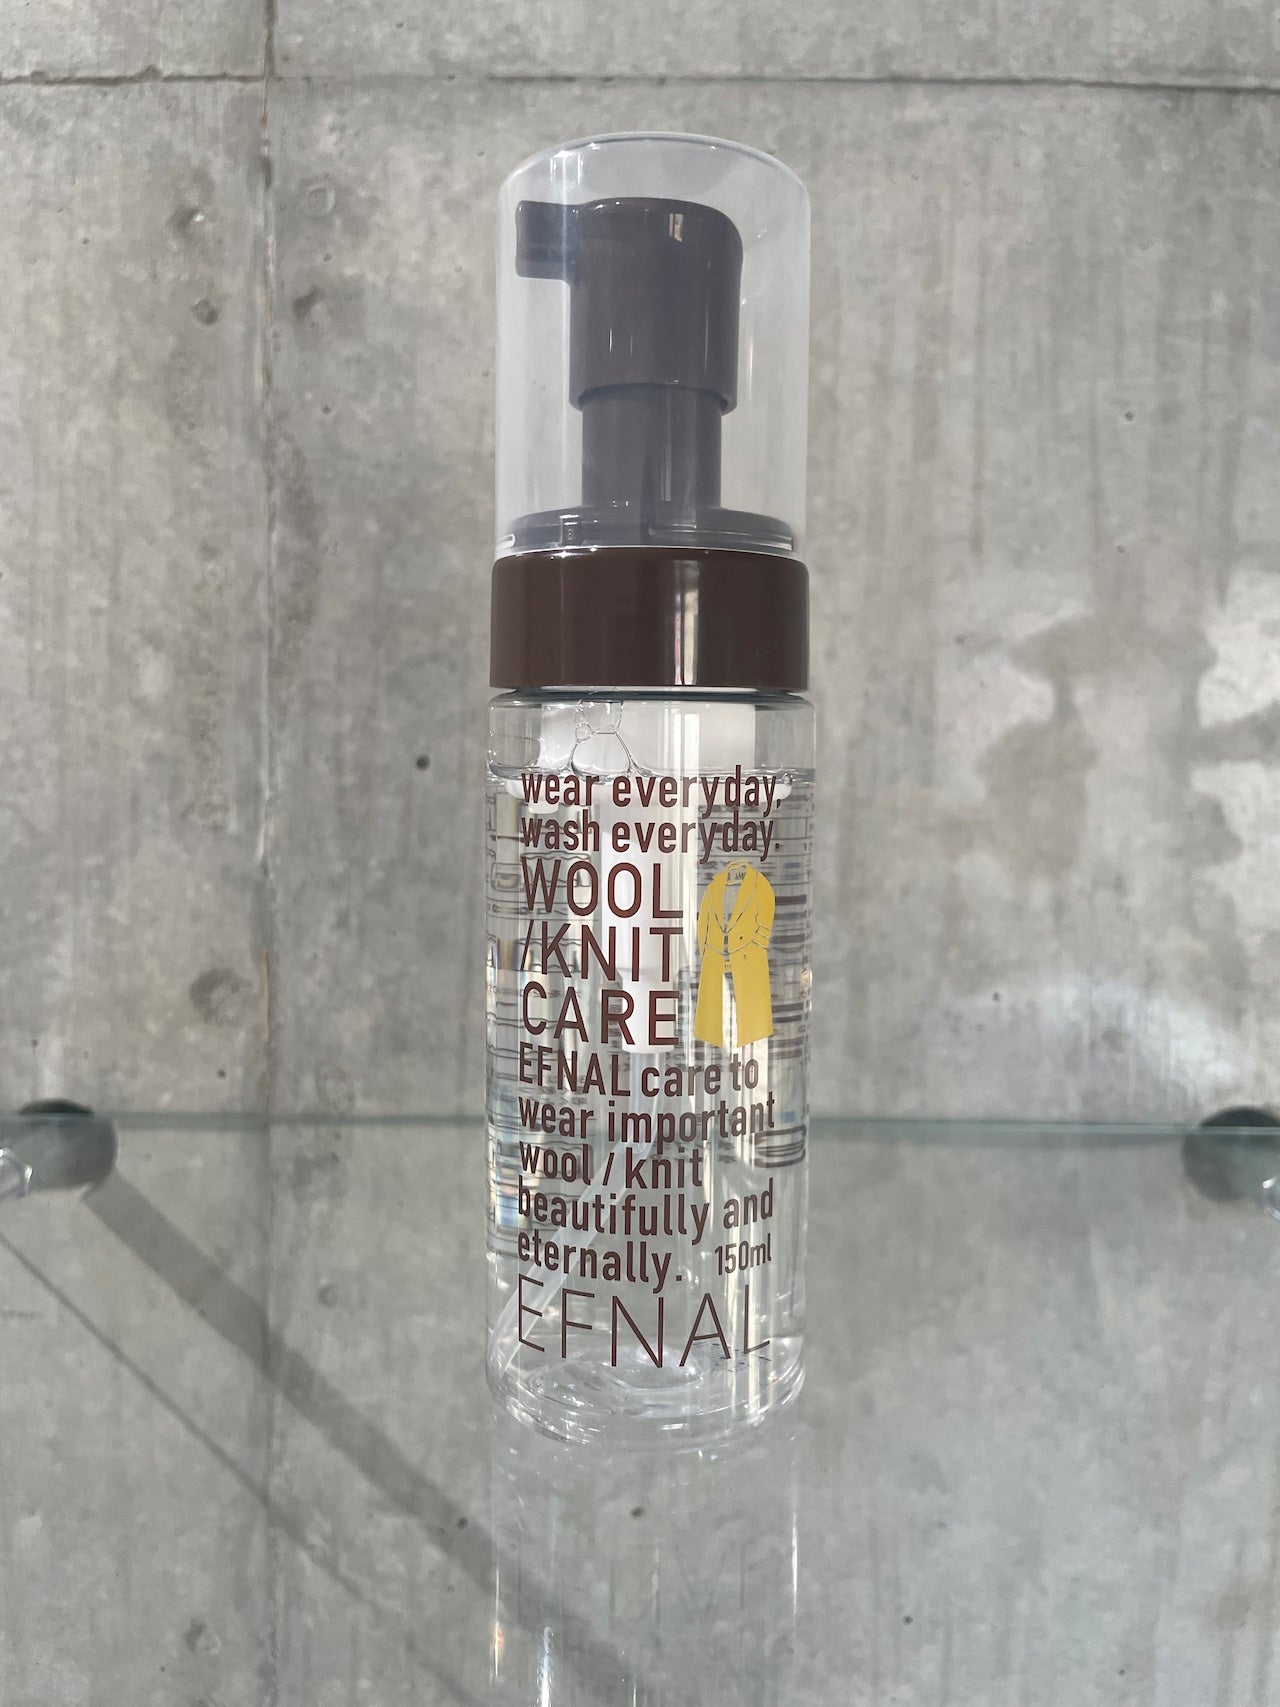 wear everyday,
wash everyday.
WOOL
/KNIT
CARE
EFNAL care to
wear important
wool / knit
beautifully and
eternally. 150ml
EFNAL